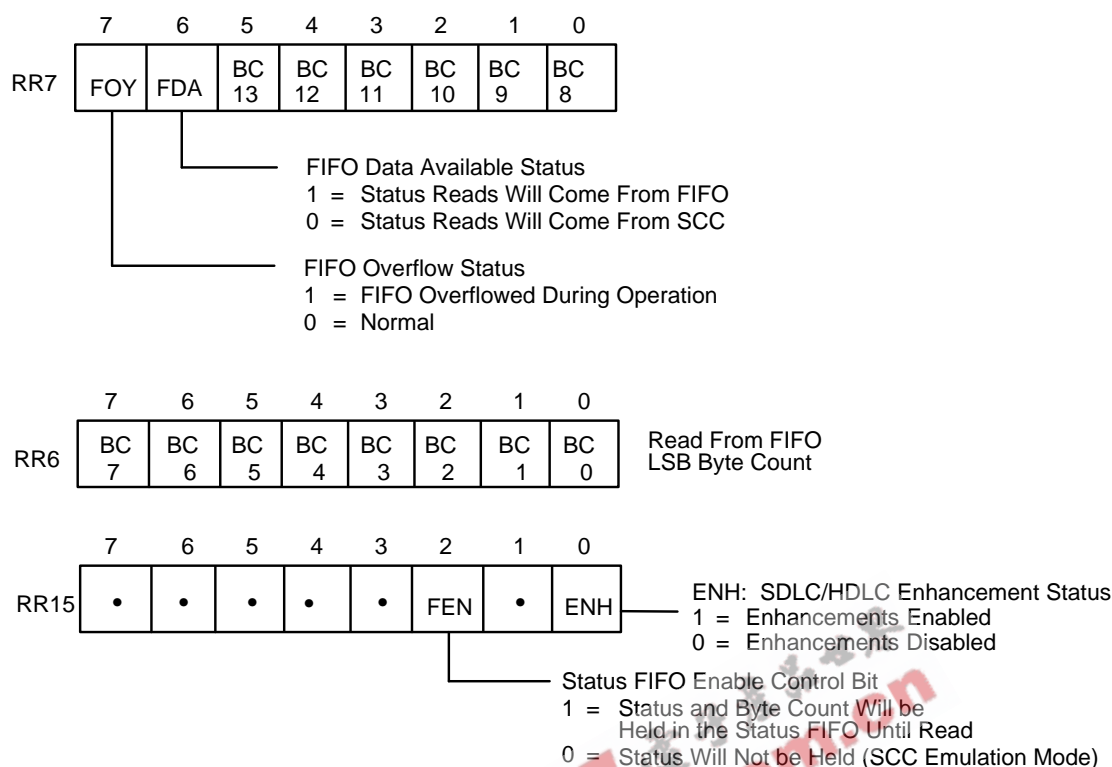 7 6 5 4 3 2 1 0
RR7 FOY FDA BC 13 BC 12 BC 11 BC 10 BC 9 BC 8
FIFO Data Available Status
1 = Status Reads Will Come From FIFO
0 = Status Reads Will Come From SCC
FIFO Overflow Status
1 = FIFO Overflowed During Operation
0 = Normal
7 6 5 4 3 2 1 0
RR6 BC 7 BC 6 BC 5 BC 4 BC 3 BC 2 BC 1 BC 0
Read From FIFO
LSB Byte Count
7 6 5 4 3 2 1 0
RR15 • • • • • FEN • ENH
ENH: SDLC/HDLC Enhancement Status
1 = Enhancements Enabled
0 = Enhancements Disabled
Status FIFO Enable Control Bit
1 = Status and Byte Count Will be
Held in the Status FIFO Until Read
0 = Status Will Not be Held (SCC Emulation Mode)